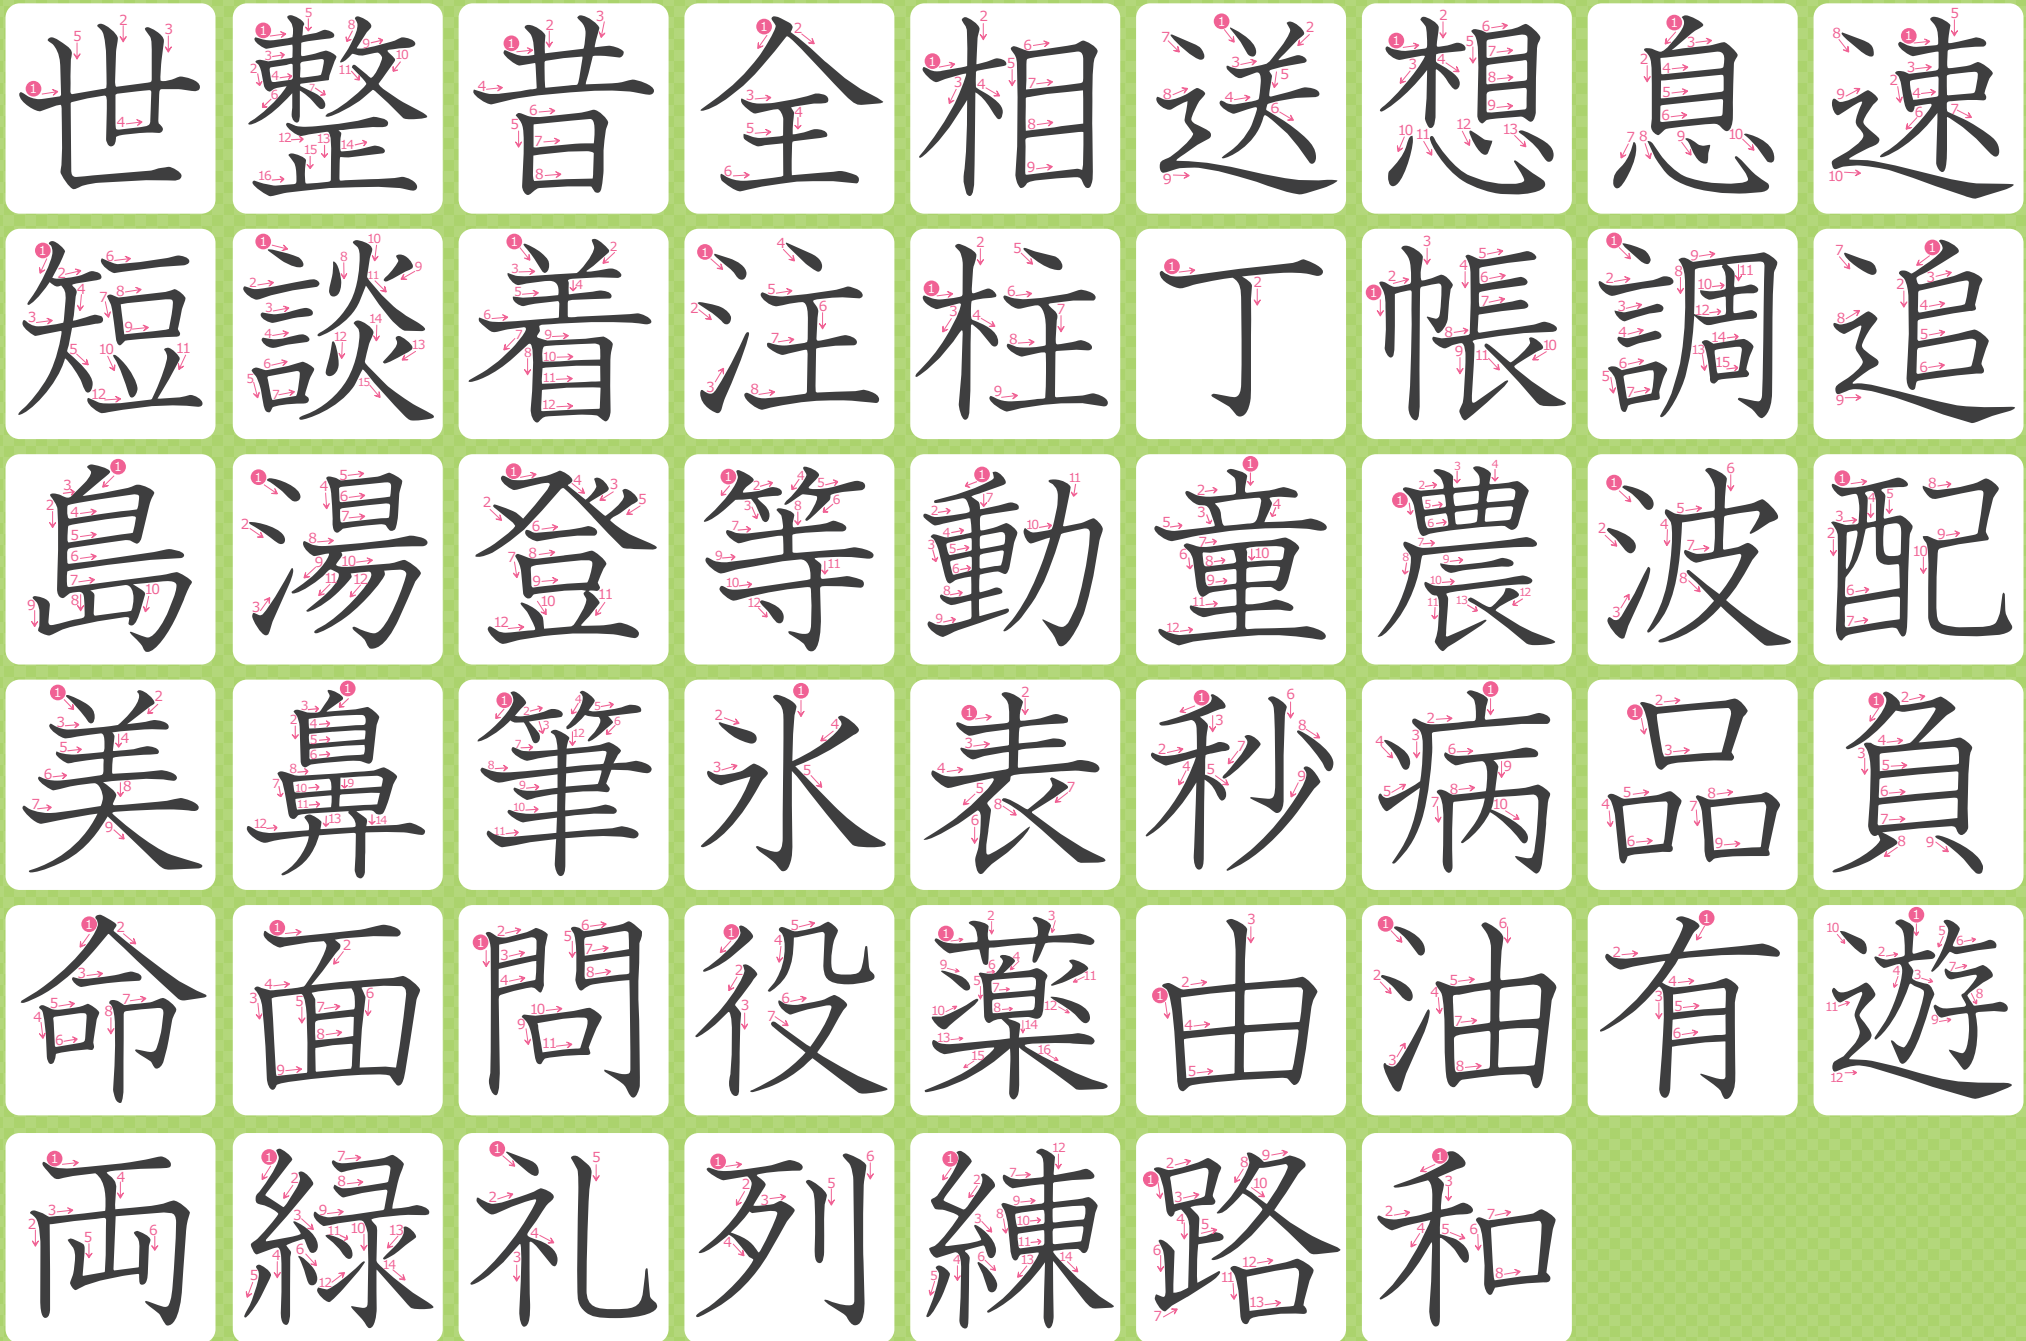 世 整 昔 全 相 送 想 息 速
短 談 着 注 柱 丁 帳 調 追
島 湯 登 等 動 童 農 波 配
美 鼻 筆 氷 表 秒 病 品 負
命 面 問 役 薬 由 油 有 遊
両 緑 礼 列 練 路 和